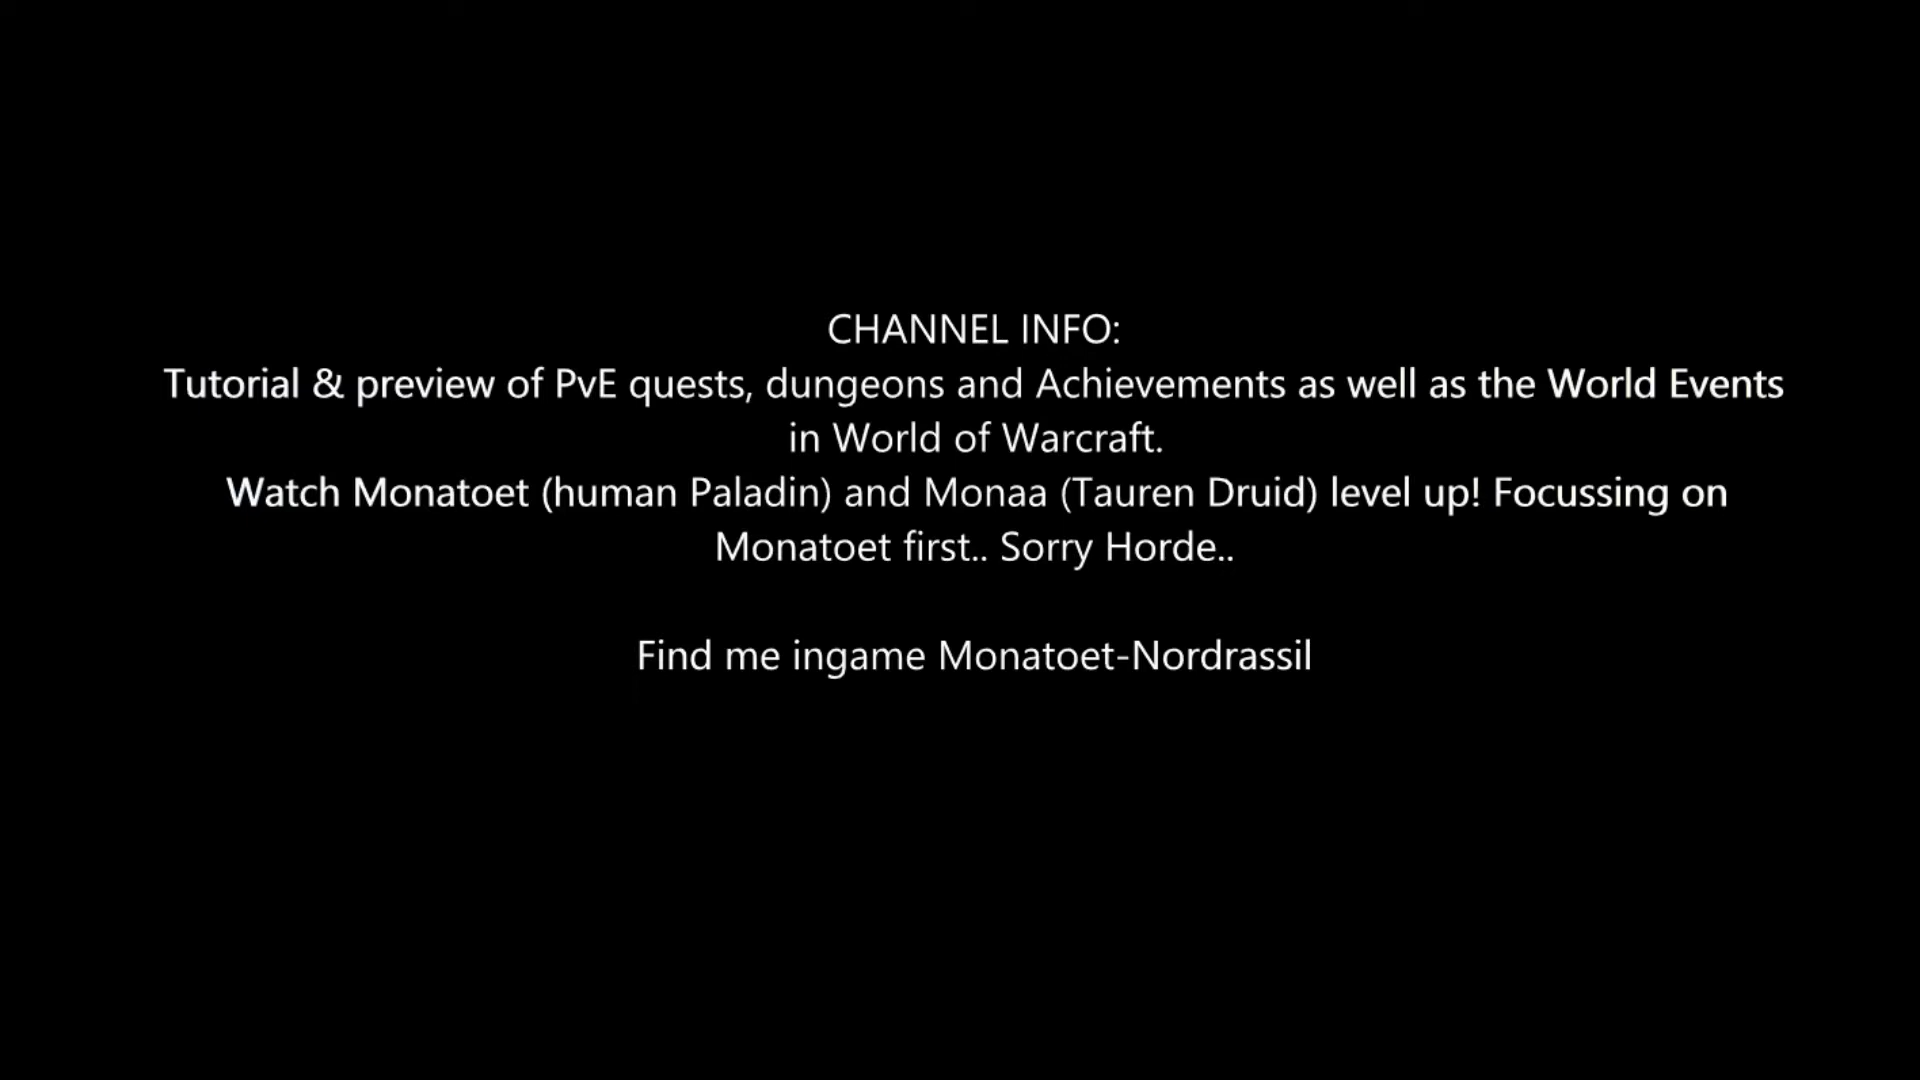 CHANNEL INFO:
Tutorial & preview of PvE quests, dungeons and Achievements as well as the World Events
in World of Warcraft.
Watch Monatoet (human Paladin) and Monaa (Tauren Druid) level up! Focussing on
Monatoet first.. Sorry Horde..
Find me ingame Monatoet-Nordrassil